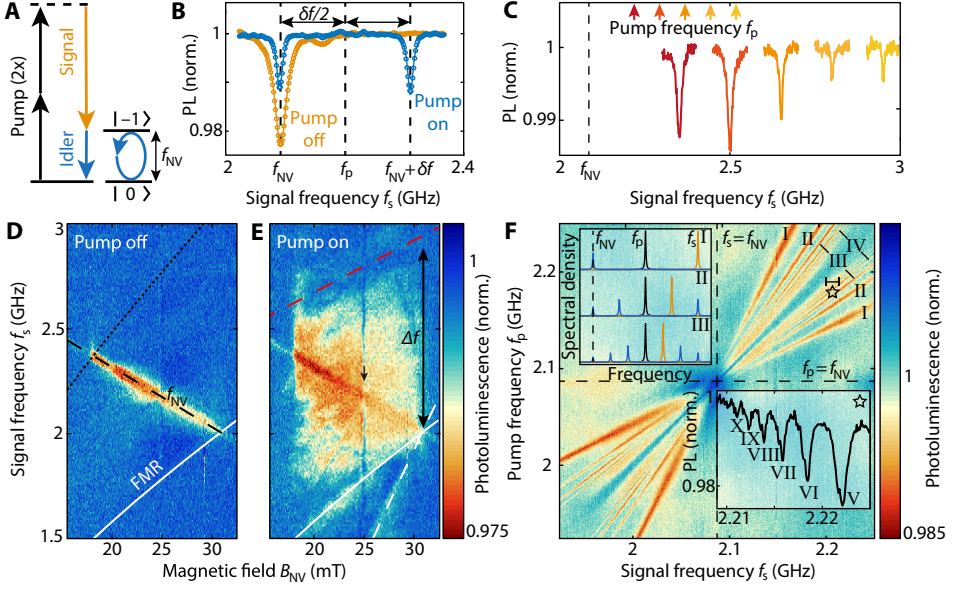 A
Pump (2x)
Signal
Idler
|−1⟩
|0⟩
f_NV
B
δf/2
PL (norm.)
1
0.98
Pump off
Pump on
2
f_NV
f_p
f_NV+δf
2.4
Signal frequency f_s (GHz)
C
Pump frequency f_p
PL (norm.)
1
0.99
2
f_NV
2.5
3
Signal frequency f_s (GHz)
D
Pump off
Signal frequency f_s (GHz)
3
2.5
2
1.5
f_NV
FMR
20
30
E
Pump on
Δf
20
30
Magnetic field B_NV (mT)
1
0.975
Photoluminescence (norm.)
F
Pump frequency f_p (GHz)
2.2
2.1
2
Spectral density
f_NV
f_p
f_s
I
II
III
Frequency
f_s=f_NV
I
II
III
IV
☆
II
I
f_p=f_NV
PL (norm.)
1
0.98
☆
X
IX
VIII
VII
VI
V
2.21
2.22
2
2.1
2.2
Signal frequency f_s (GHz)
1
0.985
Photoluminescence (norm.)